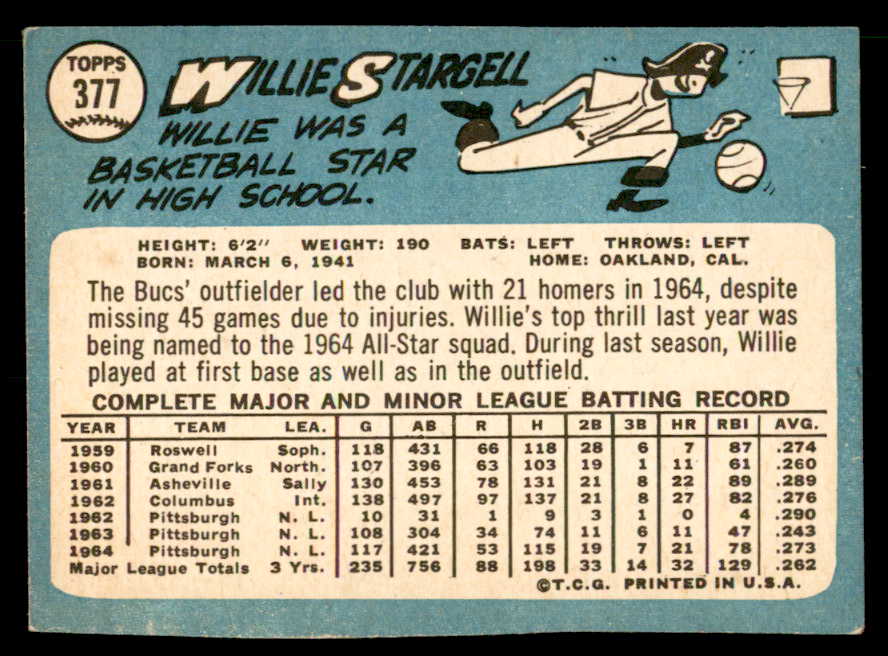 TOPPS
377
WILLIE STARGELL
WILLIE WAS A
BASKETBALL STAR
IN HIGH SCHOOL.
HEIGHT: 6'2" WEIGHT: 190 BATS: LEFT THROWS: LEFT
BORN: MARCH 6, 1941 HOME: OAKLAND, CAL.
The Bucs' outfielder led the club with 21 homers in 1964, despite
missing 45 games due to injuries. Willie's top thrill last year was
being named to the 1964 All-Star squad. During last season, Willie
played at first base as well as in the outfield.
COMPLETE MAJOR AND MINOR LEAGUE BATTING RECORD
YEAR TEAM LEA. G AB R H 2B 3B HR RBI AVG.
1959 Roswell Soph. 118 431 66 118 28 6 7 87 .274
1960 Grand Forks North. 107 396 63 103 19 1 11 61 .260
1961 Asheville Sally 130 453 78 131 21 8 22 89 .289
1962 Columbus Int. 138 497 97 137 21 8 27 82 .276
1962 Pittsburgh N. L. 10 31 1 9 3 1 0 4 .290
1963 Pittsburgh N. L. 108 304 34 74 11 6 11 47 .243
1964 Pittsburgh N. L. 117 421 53 115 19 7 21 78 .273
Major League Totals 3 Yrs. 235 756 88 198 33 14 32 129 .262
©T.C.G. PRINTED IN U.S.A.